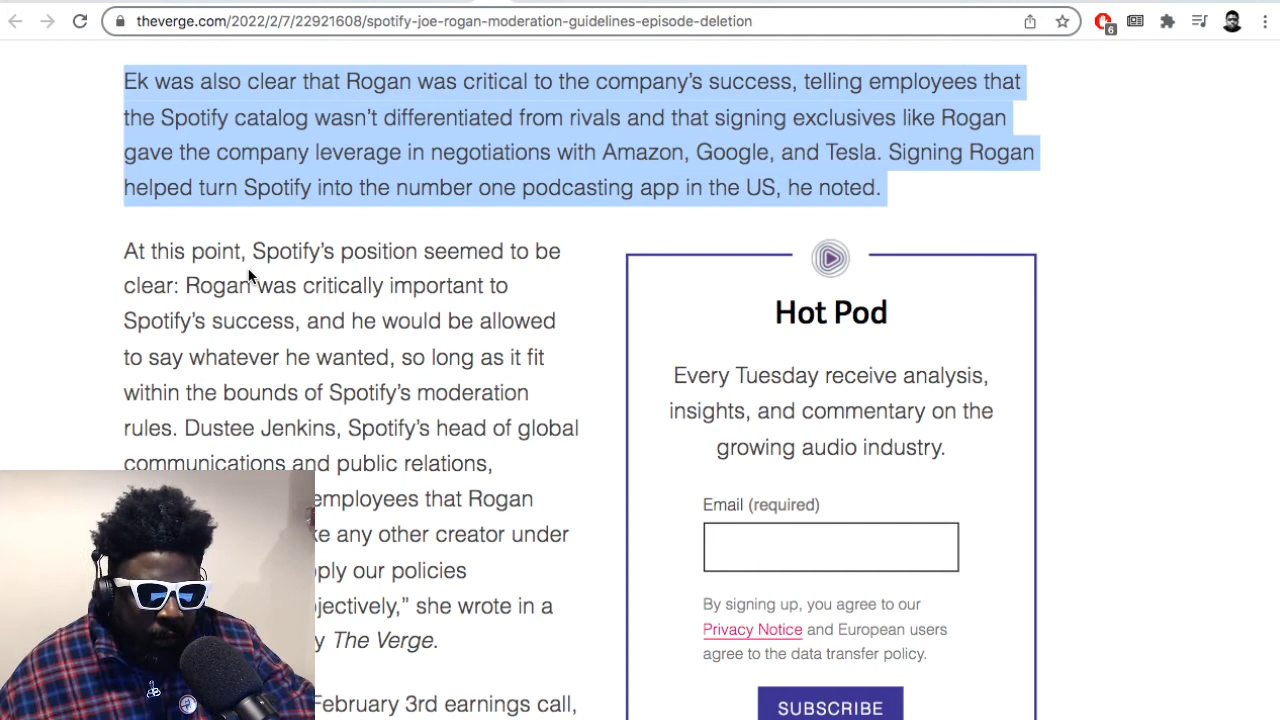 theverge.com/2022/2/7/22921608/spotify-joe-rogan-moderation-guidelines-episode-deletion
6
Ek was also clear that Rogan was critical to the company’s success, telling employees that
the Spotify catalog wasn’t differentiated from rivals and that signing exclusives like Rogan
gave the company leverage in negotiations with Amazon, Google, and Tesla. Signing Rogan
helped turn Spotify into the number one podcasting app in the US, he noted.
At this point, Spotify’s position seemed to be
clear: Rogan was critically important to
Spotify’s success, and he would be allowed
to say whatever he wanted, so long as it fit
within the bounds of Spotify’s moderation
rules. Dustee Jenkins, Spotify’s head of global
communications and public relations,
employees that Rogan
any other creator under
our policies
she wrote in a
The Verge.
February 3rd earnings call,
Hot Pod
Every Tuesday receive analysis,
insights, and commentary on the
growing audio industry.
Email (required)
By signing up, you agree to our
Privacy Notice and European users
agree to the data transfer policy.
SUBSCRIBE